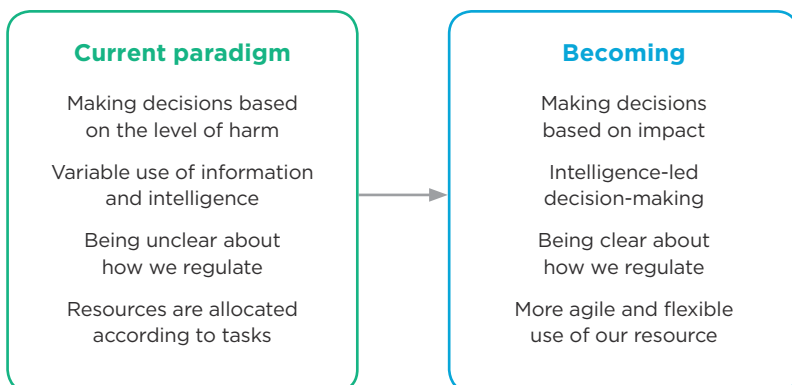 Current paradigm
Making decisions based
on the level of harm
Variable use of information
and intelligence
Being unclear about
how we regulate
Resources are allocated
according to tasks
Becoming
Making decisions
based on impact
Intelligence-led
decision-making
Being clear about
how we regulate
More agile and flexible
use of our resource